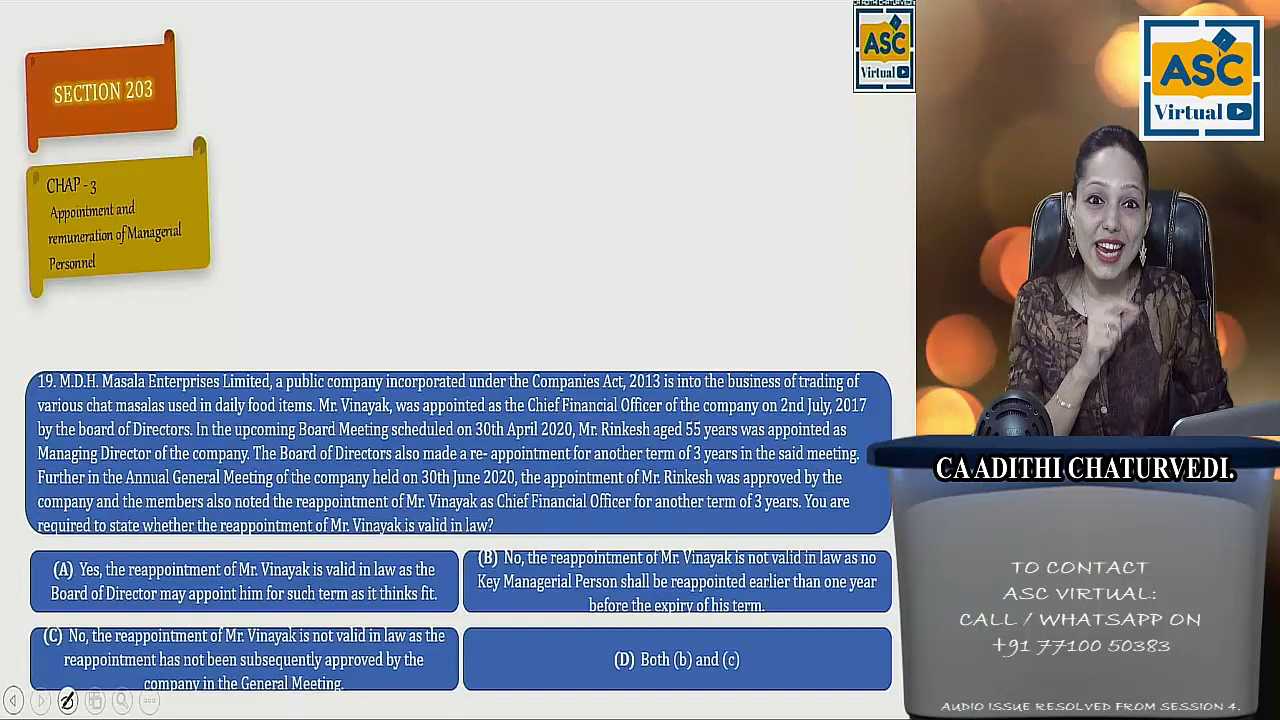 SECTION 203
CHAP - 3
Appointment and
remuneration of Managerial
Personnel
CA ADITHI CHATURVEDI
ASC
Virtual
ASC
Virtual
19. M.D.H. Masala Enterprises Limited, a public company incorporated under the Companies Act, 2013 is into the business of trading of
various chat masalas used in daily food items. Mr. Vinayak, was appointed as the Chief Financial Officer of the company on 2nd July, 2017
by the board of Directors. In the upcoming Board Meeting scheduled on 30th April 2020, Mr. Rinkesh aged 55 years was appointed as
Managing Director of the company. The Board of Directors also made a re- appointment for another term of 3 years in the said meeting.
Further in the Annual General Meeting of the company held on 30th June 2020, the appointment of Mr. Rinkesh was approved by the
company and the members also noted the reappointment of Mr. Vinayak as Chief Financial Officer for another term of 3 years. You are
required to state whether the reappointment of Mr. Vinayak is valid in law?
(A) Yes, the reappointment of Mr. Vinayak is valid in law as the
Board of Director may appoint him for such term as it thinks fit.
(B) No, the reappointment of Mr. Vinayak is not valid in law as no
Key Managerial Person shall be reappointed earlier than one year
before the expiry of his term.
(C) No, the reappointment of Mr. Vinayak is not valid in law as the
reappointment has not been subsequently approved by the
company in the General Meeting.
(D) Both (b) and (c)
CA ADITHI CHATURVEDI.
TO CONTACT
ASC VIRTUAL:
CALL / WHATSAPP ON
+91 77100 50383
AUDIO ISSUE RESOLVED FROM SESSION 4.